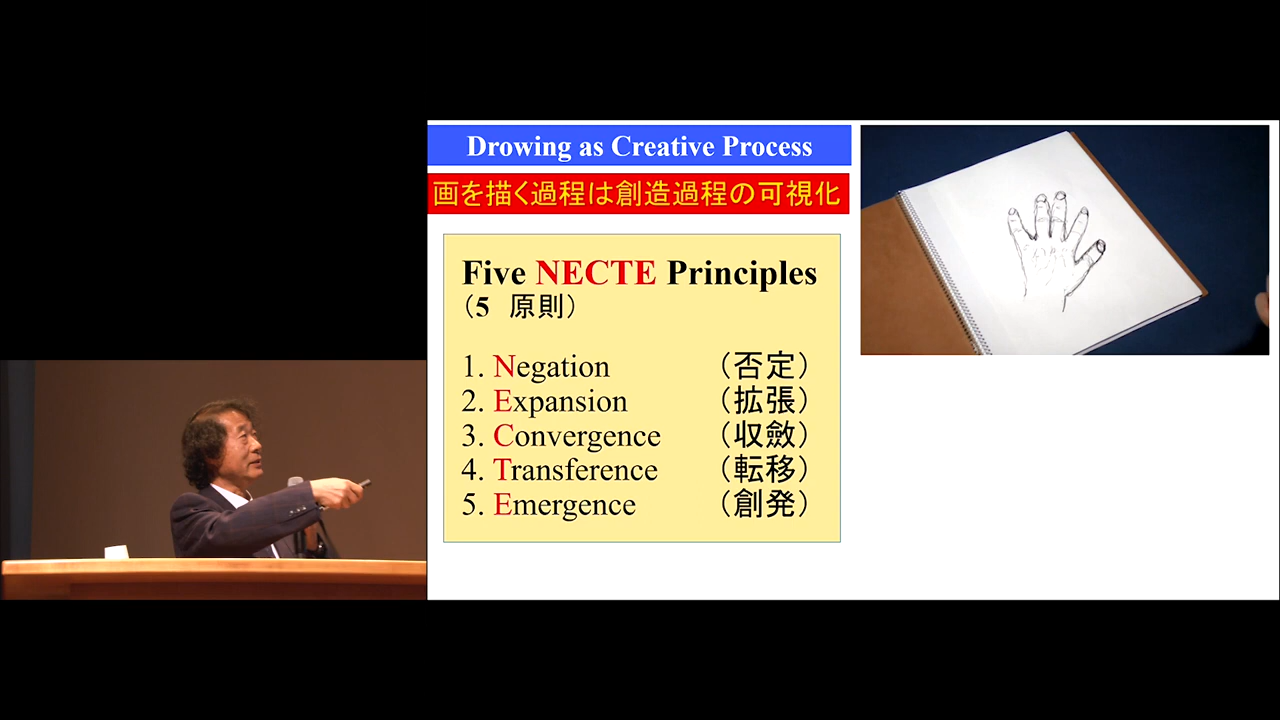 Drowing as Creative Process
画を描く過程は創造過程の可視化
Five NECTE Principles
（5　原則）
1. Negation （否定）
2. Expansion （拡張）
3. Convergence （収斂）
4. Transference （転移）
5. Emergence （創発）